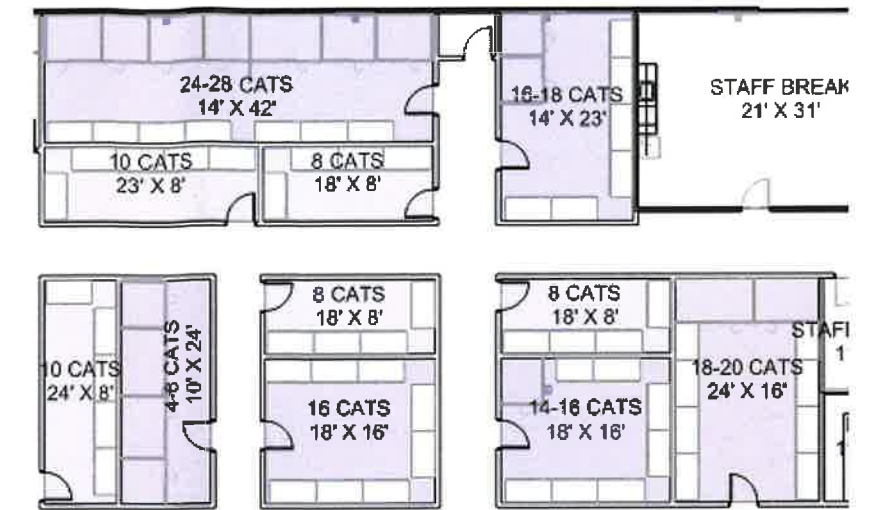 24-28 CATS
14' X 42'
16-18 CATS
14' X 23'
STAFF BREAK
21' X 31'
10 CATS
23' X 8'
8 CATS
18' X 8'
10 CATS
24' X 8'
4-6 CATS
10' X 24'
8 CATS
18' X 8'
16 CATS
18' X 16'
8 CATS
18' X 8'
14-16 CATS
18' X 16'
18-20 CATS
24' X 16'
STAF
1